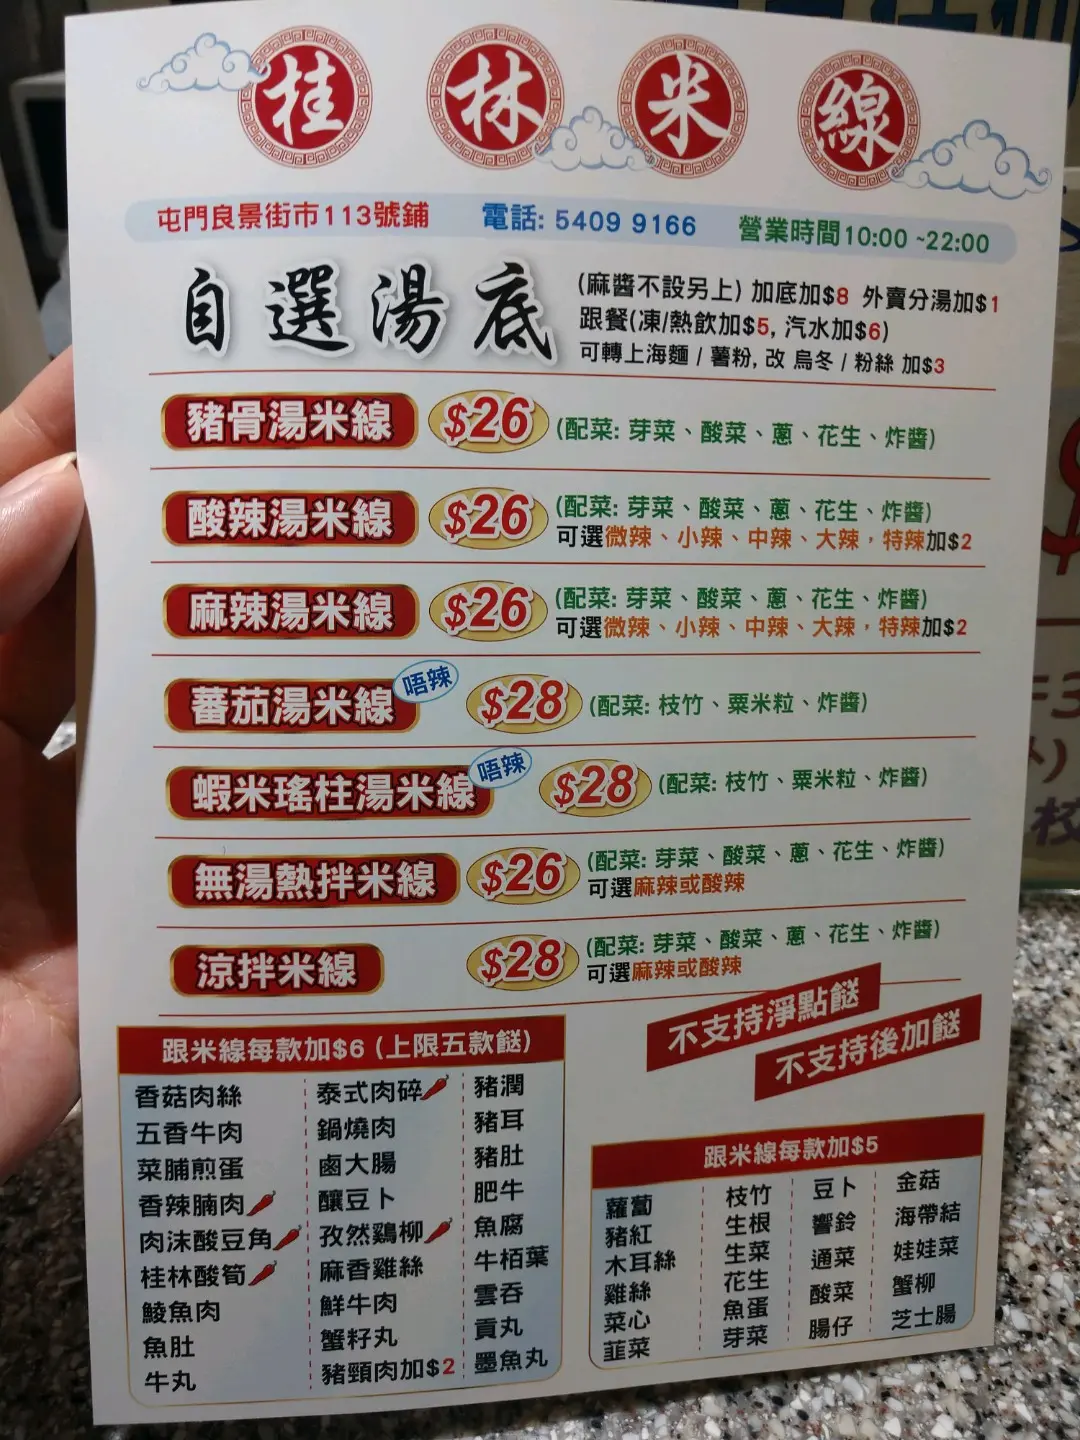 桂林米線
屯門良景街市113號鋪 電話: 5409 9166 營業時間10:00 ~22:00
自選湯底
(麻醬不設另上) 加底加$8 外賣分湯加$1
跟餐(凍/熱飲加$5, 汽水加$6)
可轉上海麵 / 薯粉, 改 烏冬 / 粉絲 加$3
豬骨湯米線 $26 (配菜: 芽菜、酸菜、蔥、花生、炸醬)
酸辣湯米線 $26 (配菜: 芽菜、酸菜、蔥、花生、炸醬)
可選微辣、小辣、中辣、大辣，特辣加$2
麻辣湯米線 $26 (配菜: 芽菜、酸菜、蔥、花生、炸醬)
可選微辣、小辣、中辣、大辣，特辣加$2
蕃茄湯米線 唔辣 $28 (配菜: 枝竹、粟米粒、炸醬)
蝦米瑤柱湯米線 唔辣 $28 (配菜: 枝竹、粟米粒、炸醬)
無湯熱拌米線 $26 (配菜: 芽菜、酸菜、蔥、花生、炸醬)
可選麻辣或酸辣
涼拌米線 $28 (配菜: 芽菜、酸菜、蔥、花生、炸醬)
可選麻辣或酸辣
不支持淨點餸
不支持後加餸
跟米線每款加$6 (上限五款餸)
香菇肉絲
五香牛肉
菜脯煎蛋
香辣腩肉
肉沫酸豆角
桂林酸筍
鯪魚肉
魚肚
牛丸
泰式肉碎
鍋燒肉
鹵大腸
釀豆卜
孜然鷄柳
麻香雞絲
鮮牛肉
蟹籽丸
豬頸肉加$2
豬潤
豬耳
豬肚
肥牛
魚腐
牛栢葉
雲吞
貢丸
墨魚丸
跟米線每款加$5
蘿蔔
豬紅
木耳絲
雞絲
菜心
韮菜
枝竹
生根
生菜
花生
魚蛋
芽菜
豆卜
響鈴
通菜
酸菜
腸仔
金菇
海帶結
娃娃菜
蟹柳
芝士腸